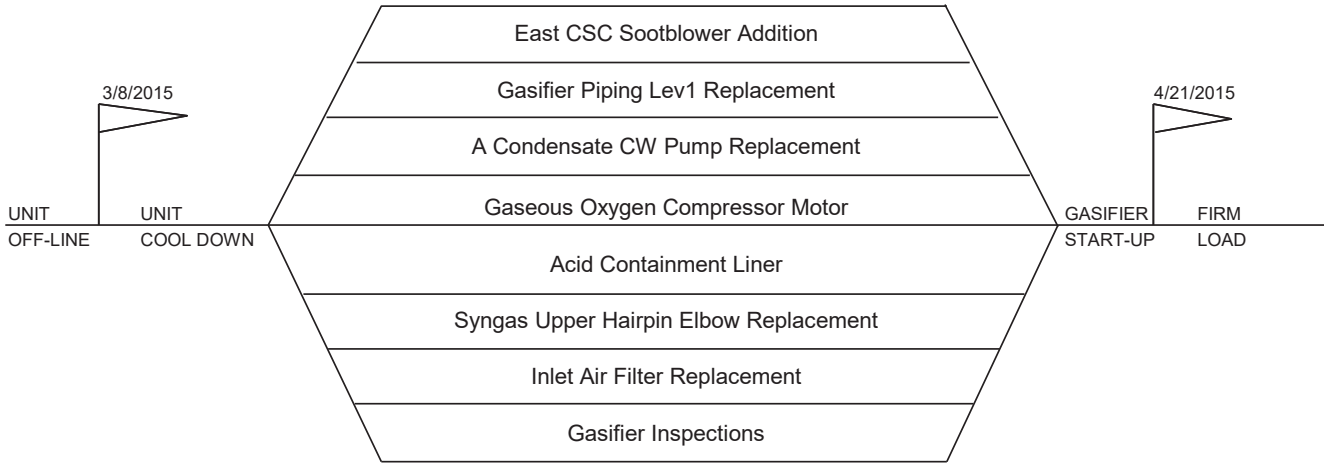 East CSC Sootblower Addition
Gasifier Piping Lev1 Replacement
3/8/2015
4/21/2015
A Condensate CW Pump Replacement
Gaseous Oxygen Compressor Motor
UNIT
UNIT
GASIFIER
FIRM
OFF-LINE
COOL DOWN
START-UP
LOAD
Acid Containment Liner
Syngas Upper Hairpin Elbow Replacement
Inlet Air Filter Replacement
Gasifier Inspections